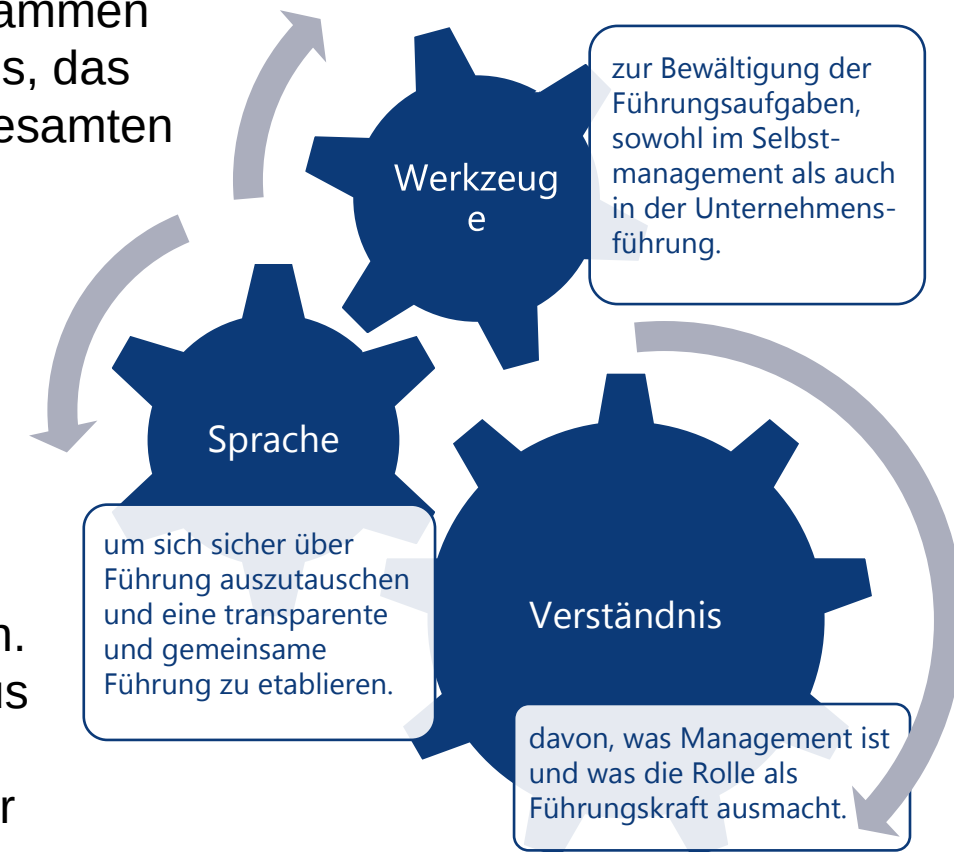 ammen
s, das
esamten
Werkzeug
e
zur Bewältigung der
Führungsaufgaben,
sowohl im Selbst-
management als auch
in der Unternehmens-
führung.
Sprache
um sich sicher über
Führung auszutauschen
und eine transparente
und gemeinsame
Führung zu etablieren.
n.
us
r
Verständnis
davon, was Management ist
und was die Rolle als
Führungskraft ausmacht.